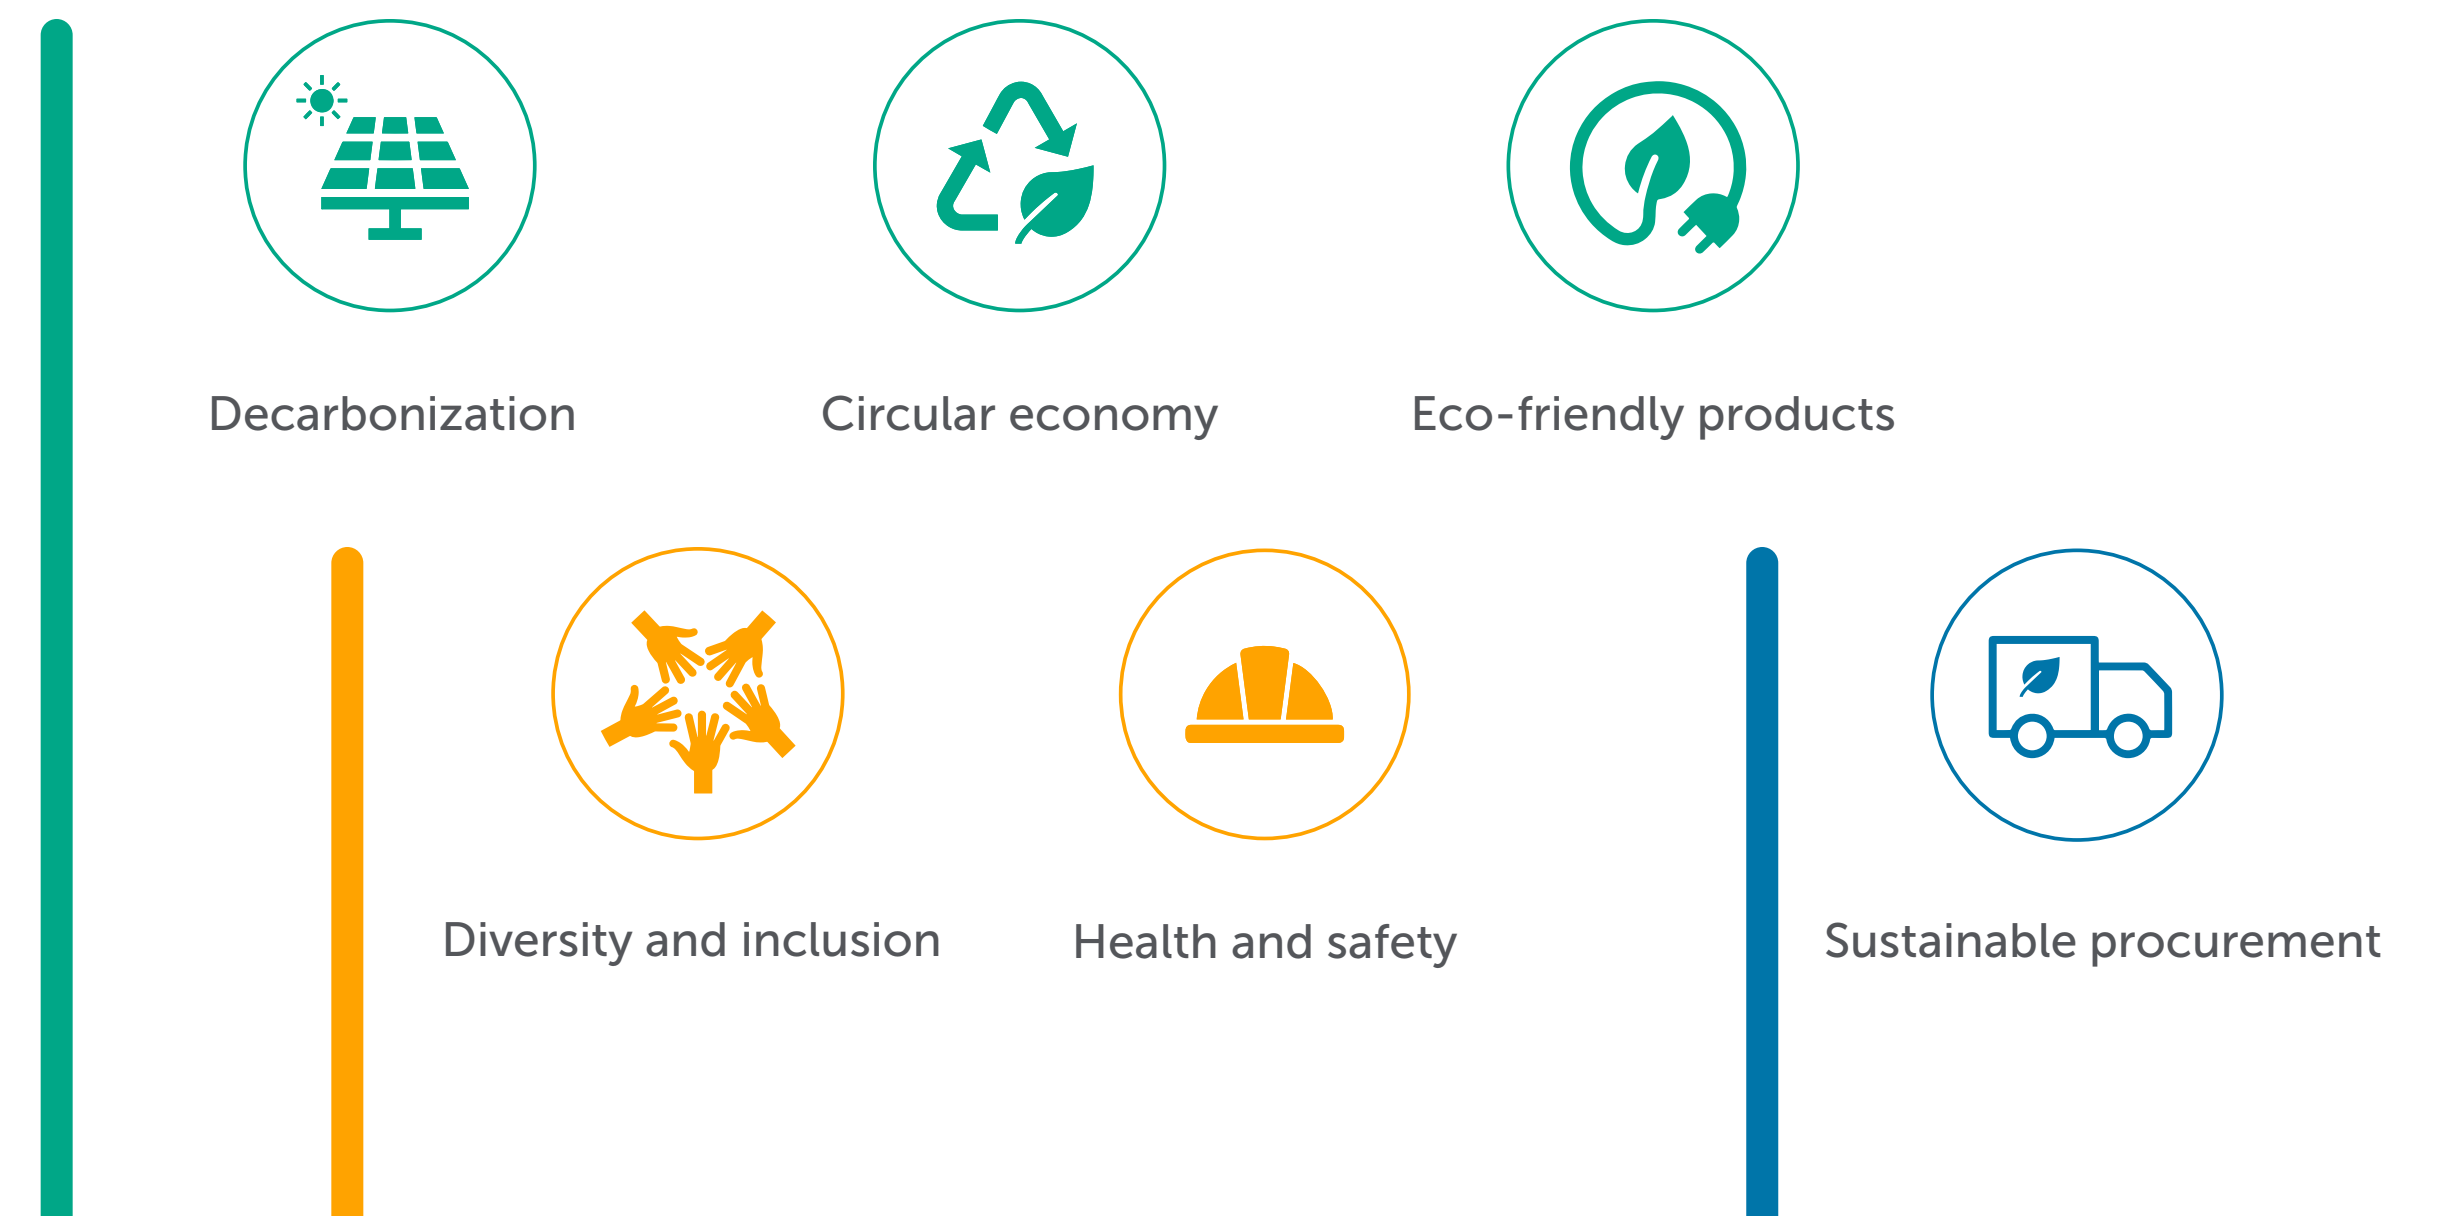 Decarbonization
Circular economy
Eco-friendly products
Diversity and inclusion
Health and safety
Sustainable procurement